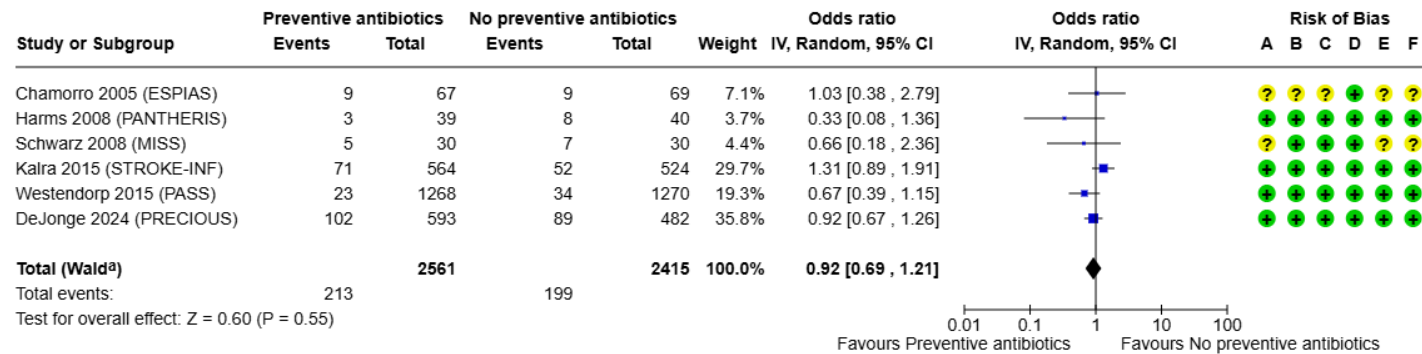 Preventive antibiotics No preventive antibiotics Odds ratio Odds ratio Risk of Bias
Study or Subgroup Events Total Events Total Weight IV, Random, 95% CI IV, Random, 95% CI A B C D E F
Chamorro 2005 (ESPIAS) 9 67 9 69 7.1% 1.03 [0.38 , 2.79] ? ? ? + ? ?
Harms 2008 (PANTHERIS) 3 39 8 40 3.7% 0.33 [0.08 , 1.36] + + + + + +
Schwarz 2008 (MISS) 5 30 7 30 4.4% 0.66 [0.18 , 2.36] ? + + + ? ?
Kalra 2015 (STROKE-INF) 71 564 52 524 29.7% 1.31 [0.89 , 1.91] + + + + + +
Westendorp 2015 (PASS) 23 1268 34 1270 19.3% 0.67 [0.39 , 1.15] + + + + + +
DeJonge 2024 (PRECIOUS) 102 593 89 482 35.8% 0.92 [0.67 , 1.26] + + + + + +
Total (Waldᵃ) 2561 2415 100.0% 0.92 [0.69 , 1.21]
Total events: 213 199
Test for overall effect: Z = 0.60 (P = 0.55)
0.01 0.1 1 10 100
Favours Preventive antibiotics Favours No preventive antibiotics